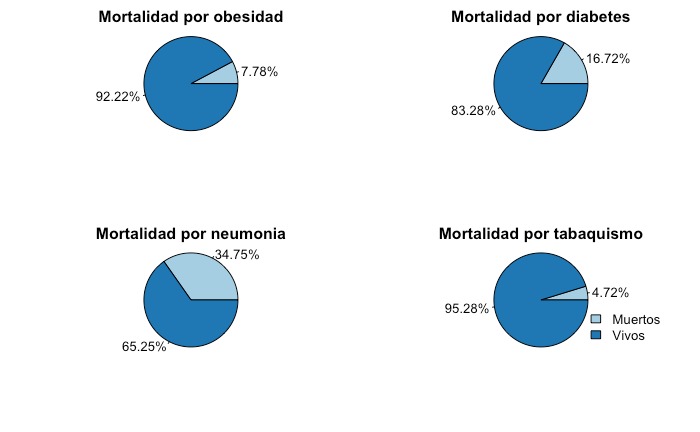 Mortalidad por obesidad
7.78%
92.22%
Mortalidad por diabetes
16.72%
83.28%
Mortalidad por neumonia
34.75%
65.25%
Mortalidad por tabaquismo
4.72%
95.28%
Muertos
Vivos